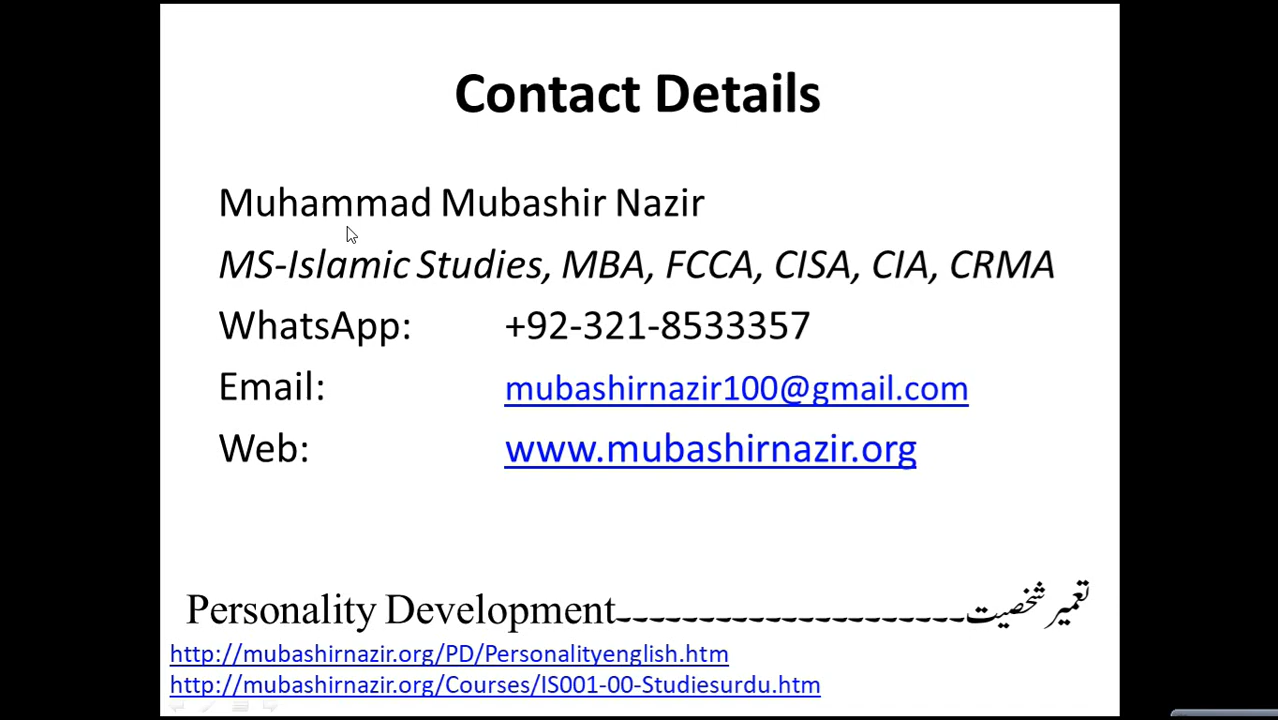 Contact Details
Muhammad Mubashir Nazir
MS-Islamic Studies, MBA, FCCA, CISA, CIA, CRMA
WhatsApp: +92-321-8533357
Email: mubashirnazir100@gmail.com
Web: www.mubashirnazir.org
Personality Development---------------------تعمیر شخصیت
http://mubashirnazir.org/PD/Personalityenglish.htm
http://mubashirnazir.org/Courses/IS001-00-Studiesurdu.htm